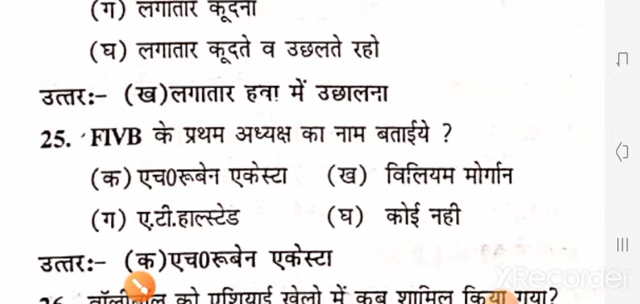 (ग) लगातार कूदना
(घ) लगातार कूदते व उछलते रहो
उत्तर:- (ख)लगातार हवा में उछालना
25. FIVB के प्रथम अध्यक्ष का नाम बताईये ?
(क) एच0रूबेन एकेस्टा (ख) विलियम मोर्गान
(ग) ए.टी.हाल्स्टेड (घ) कोई नही
उत्तर:- (क)एच0रूबेन एकेस्टा
XRecorder
26. वॉलीबाल को एशियाई खेलो में कब शामिल किया गया?